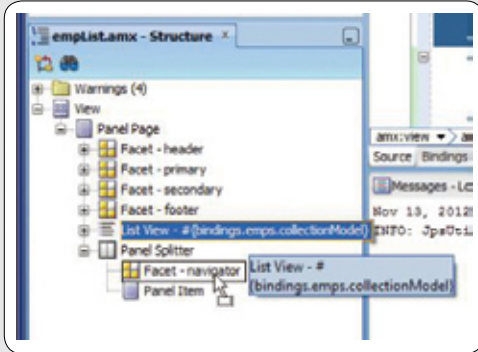 empList.amx - Structure
Warnings (4)
View
Panel Page
Facet - header
Facet - primary
Facet - secondary
Facet - footer
List View - #{bindings.emps.collectionModel}
Panel Splitter
Facet - navigator
Panel Item
List View - #
{bindings.emps.collectionModel}
amx:view
Source Bindings
Messages - Lo
Nov 13, 2012
INFO: JpsUti